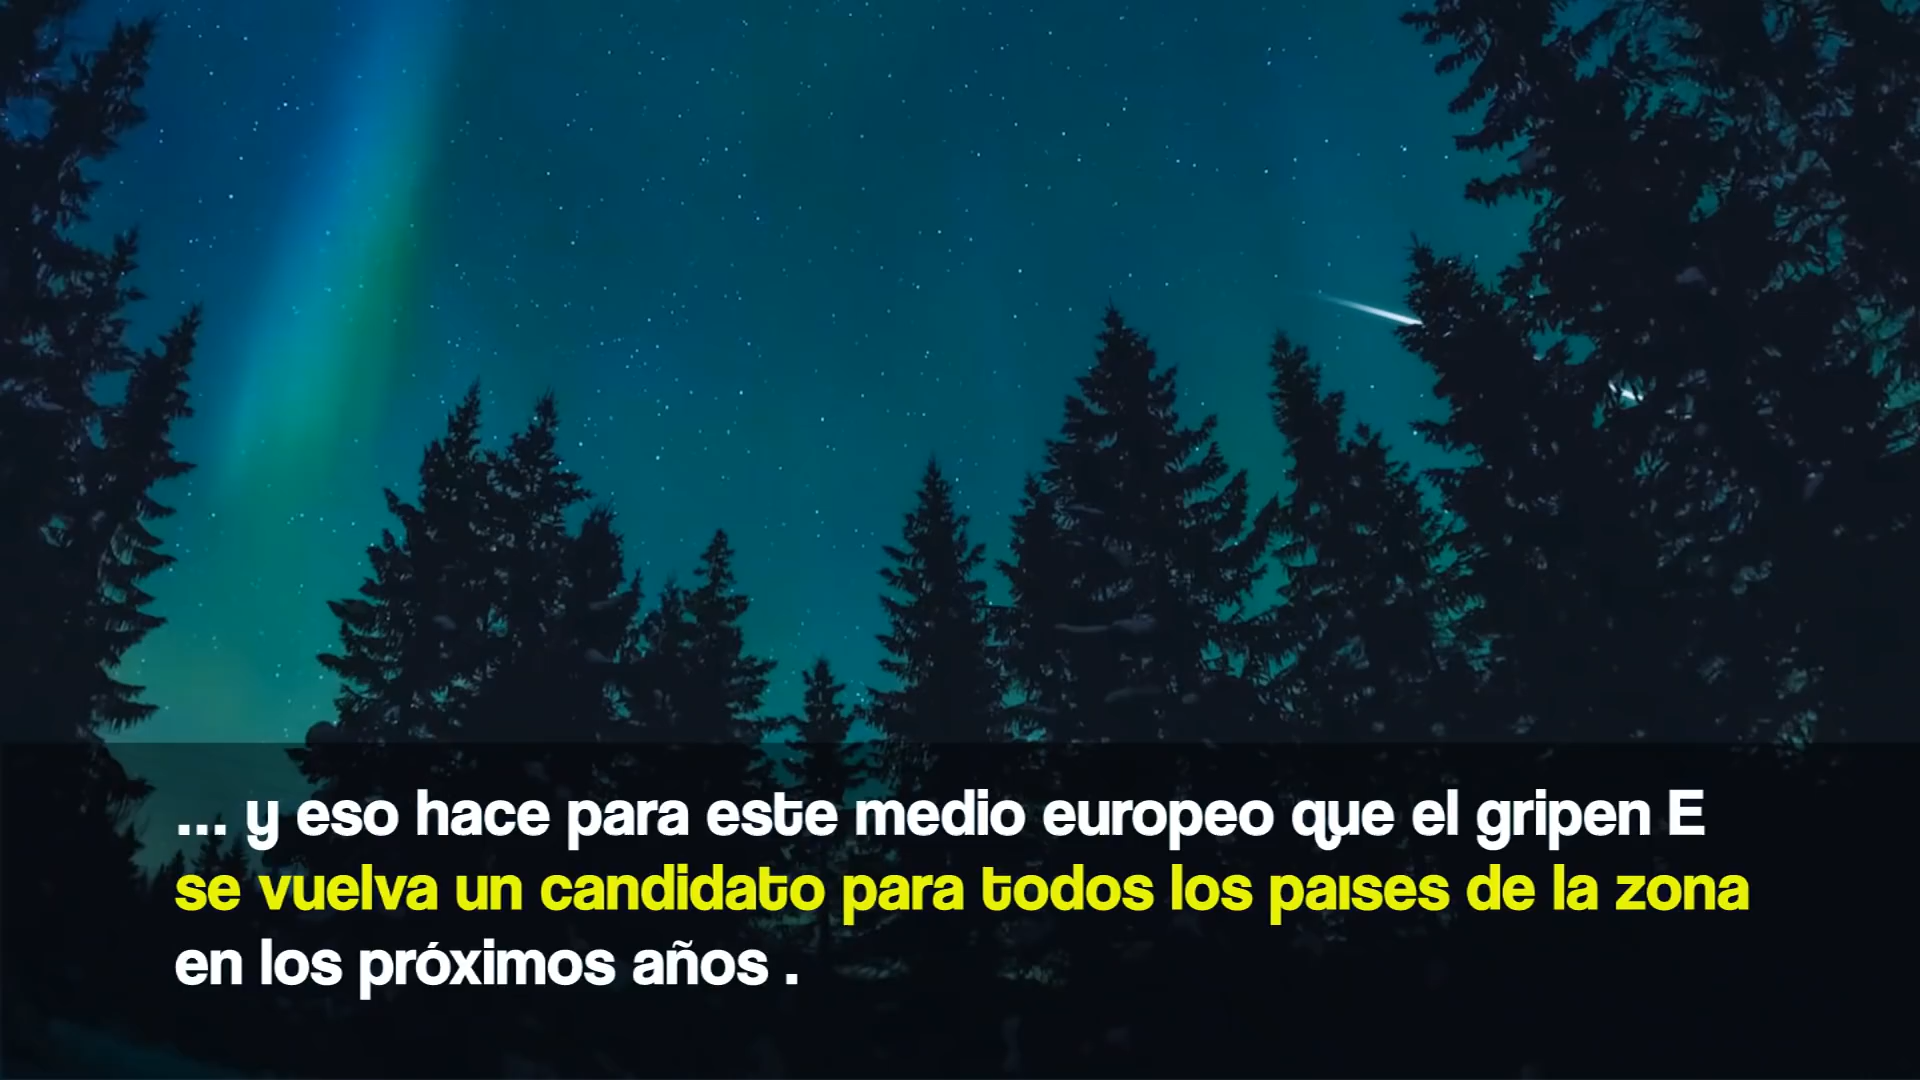 ... y eso hace para este medio europeo que el gripen E
se vuelva un candidato para todos los paıses de la zona
en los próximos años .